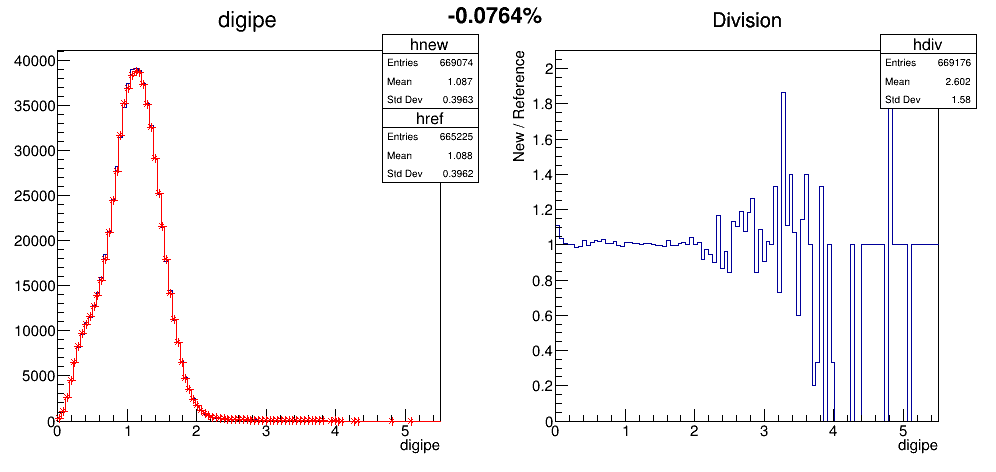 digipe
-0.0764%
Division
hnew
Entries 669074
Mean 1.087
Std Dev 0.3963
href
Entries 665225
Mean 1.088
Std Dev 0.3962
40000
35000
30000
25000
20000
15000
10000
5000
0
0 1 2 3 4 5
digipe
hdiv
Entries 669176
Mean 2.602
Std Dev 1.58
New / Reference
2
1.8
1.6
1.4
1.2
1
0.8
0.6
0.4
0.2
0
0 1 2 3 4 5
digipe